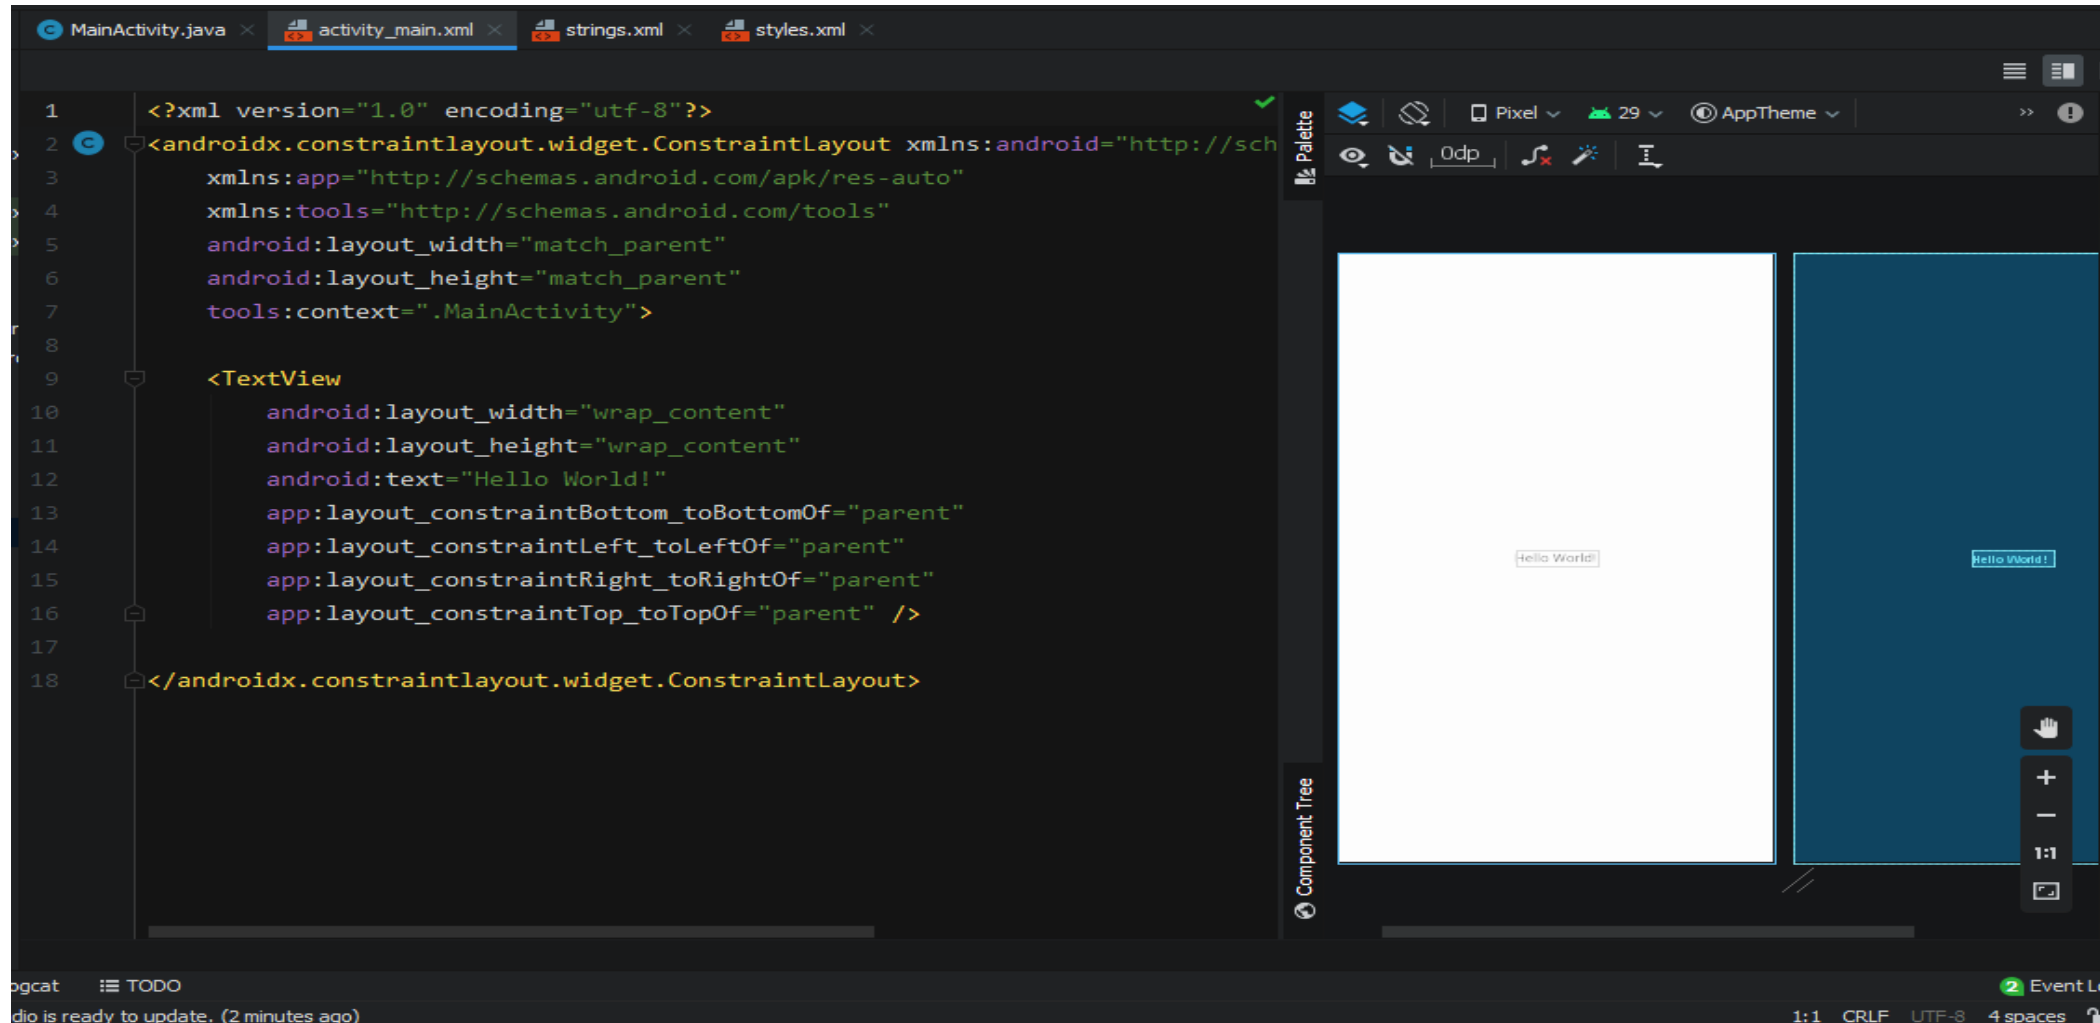 MainActivity.java
activity_main.xml
strings.xml
styles.xml
1 <?xml version="1.0" encoding="utf-8"?>
2 <androidx.constraintlayout.widget.ConstraintLayout xmlns:android="http://sch
3 xmlns:app="http://schemas.android.com/apk/res-auto"
4 xmlns:tools="http://schemas.android.com/tools"
5 android:layout_width="match_parent"
6 android:layout_height="match_parent"
7 tools:context=".MainActivity">
8
9 <TextView
10 android:layout_width="wrap_content"
11 android:layout_height="wrap_content"
12 android:text="Hello World!"
13 app:layout_constraintBottom_toBottomOf="parent"
14 app:layout_constraintLeft_toLeftOf="parent"
15 app:layout_constraintRight_toRightOf="parent"
16 app:layout_constraintTop_toTopOf="parent" />
17
18 </androidx.constraintlayout.widget.ConstraintLayout>
Palette
Component Tree
Pixel 29 AppTheme
0dp
Hello World!
Hello World!
1:1
ogcat TODO
2 Event Lo
dio is ready to update. (2 minutes ago)
1:1 CRLF UTF-8 4 spaces